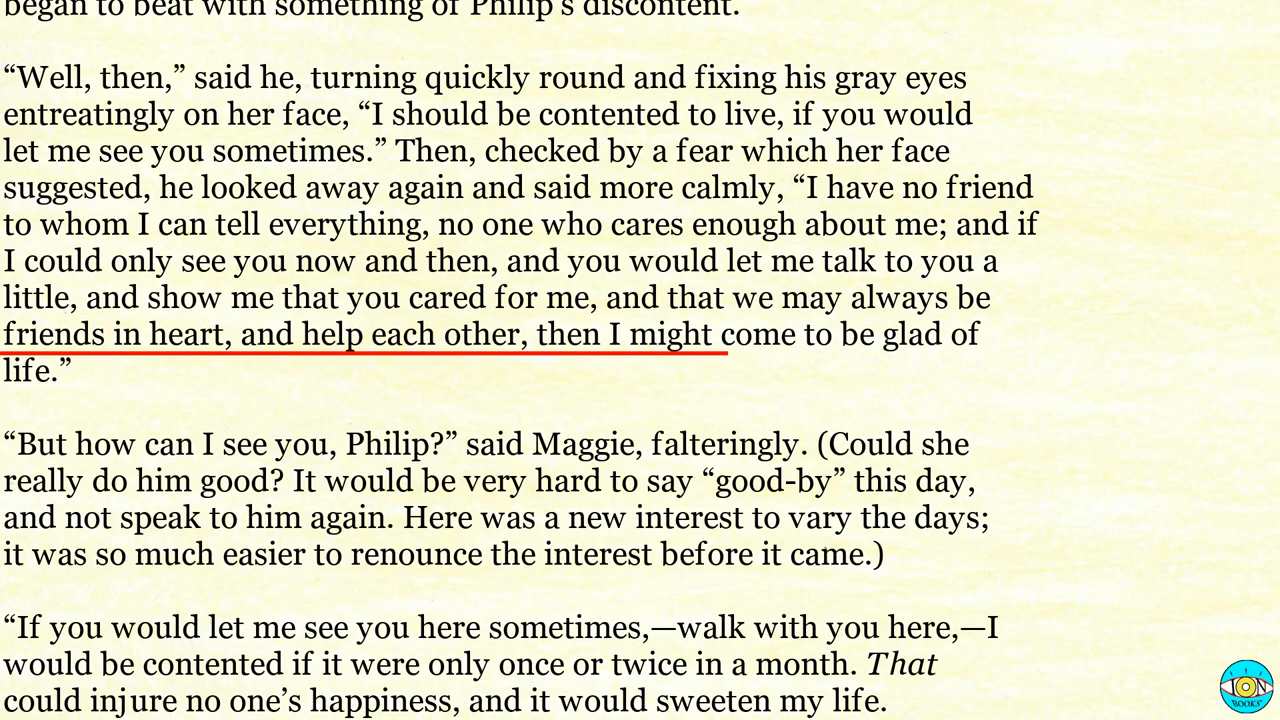 began to beat with something of Philip's discontent.
“Well, then,” said he, turning quickly round and fixing his gray eyes
entreatingly on her face, “I should be contented to live, if you would
let me see you sometimes.” Then, checked by a fear which her face
suggested, he looked away again and said more calmly, “I have no friend
to whom I can tell everything, no one who cares enough about me; and if
I could only see you now and then, and you would let me talk to you a
little, and show me that you cared for me, and that we may always be
friends in heart, and help each other, then I might come to be glad of
life.”
“But how can I see you, Philip?” said Maggie, falteringly. (Could she
really do him good? It would be very hard to say “good-by” this day,
and not speak to him again. Here was a new interest to vary the days;
it was so much easier to renounce the interest before it came.)
“If you would let me see you here sometimes,—walk with you here,—I
would be contented if it were only once or twice in a month. That
could injure no one’s happiness, and it would sweeten my life.
I
ION
BOOKS